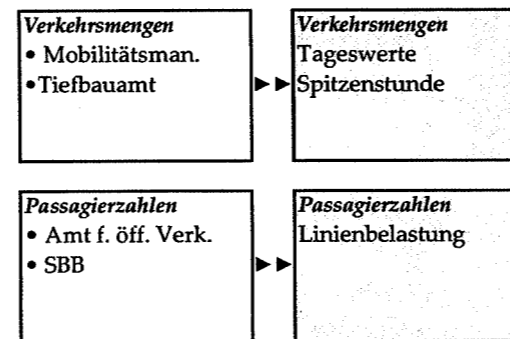 Verkehrsmengen
• Mobilitätsman.
•Tiefbauamt
Verkehrsmengen
Tageswerte
Spitzenstunde
Passagierzahlen
• Amt f. öff. Verk.
• SBB
Passagierzahlen
Linienbelastung